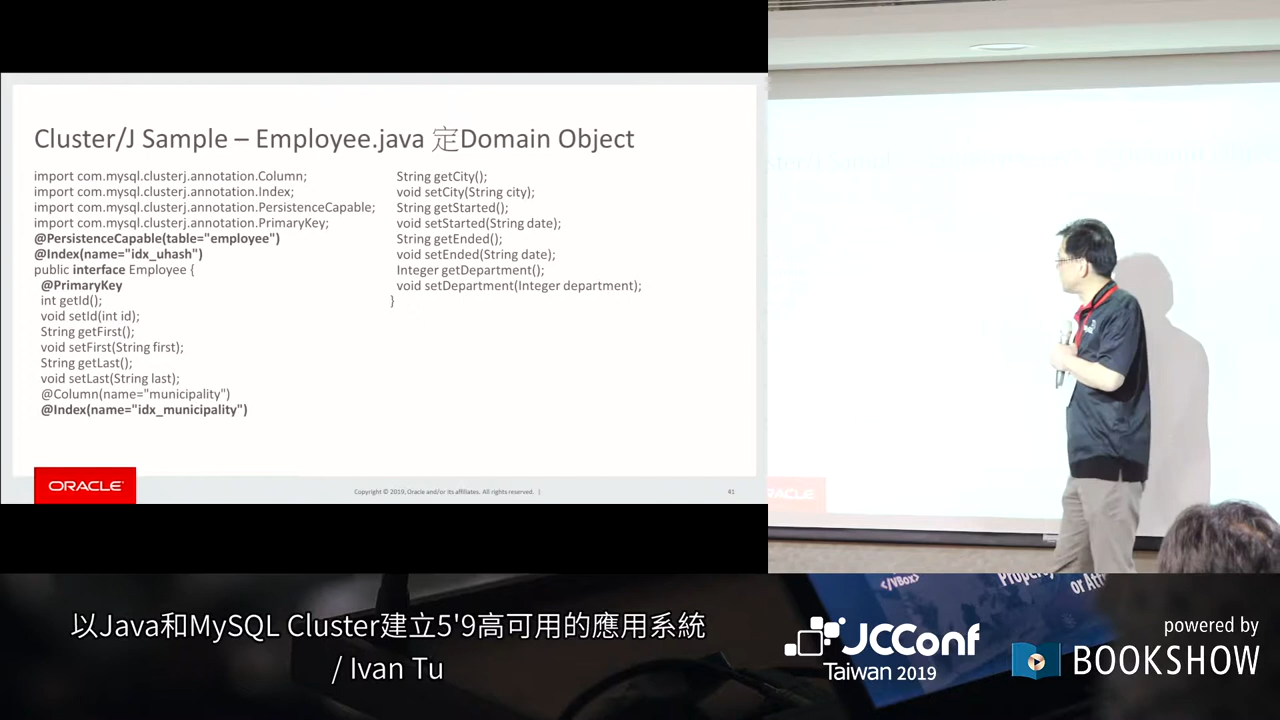 Cluster/J Sample – Employee.java 定Domain Object
import com.mysql.clusterj.annotation.Column;
import com.mysql.clusterj.annotation.Index;
import com.mysql.clusterj.annotation.PersistenceCapable;
import com.mysql.clusterj.annotation.PrimaryKey;
@PersistenceCapable(table="employee")
@Index(name="idx_uhash")
public interface Employee {
@PrimaryKey
int getId();
void setId(int id);
String getFirst();
void setFirst(String first);
String getLast();
void setLast(String last);
@Column(name="municipality")
@Index(name="idx_municipality")
String getCity();
void setCity(String city);
String getStarted();
void setStarted(String date);
String getEnded();
void setEnded(String date);
Integer getDepartment();
void setDepartment(Integer department);
}
ORACLE
Copyright © 2019, Oracle and/or its affiliates. All rights reserved. |
41
</VBox>
以Java和MySQL Cluster建立5'9高可用的應用系統
/ Ivan Tu
JCConf
Taiwan 2019
powered by
BOOKSHOW